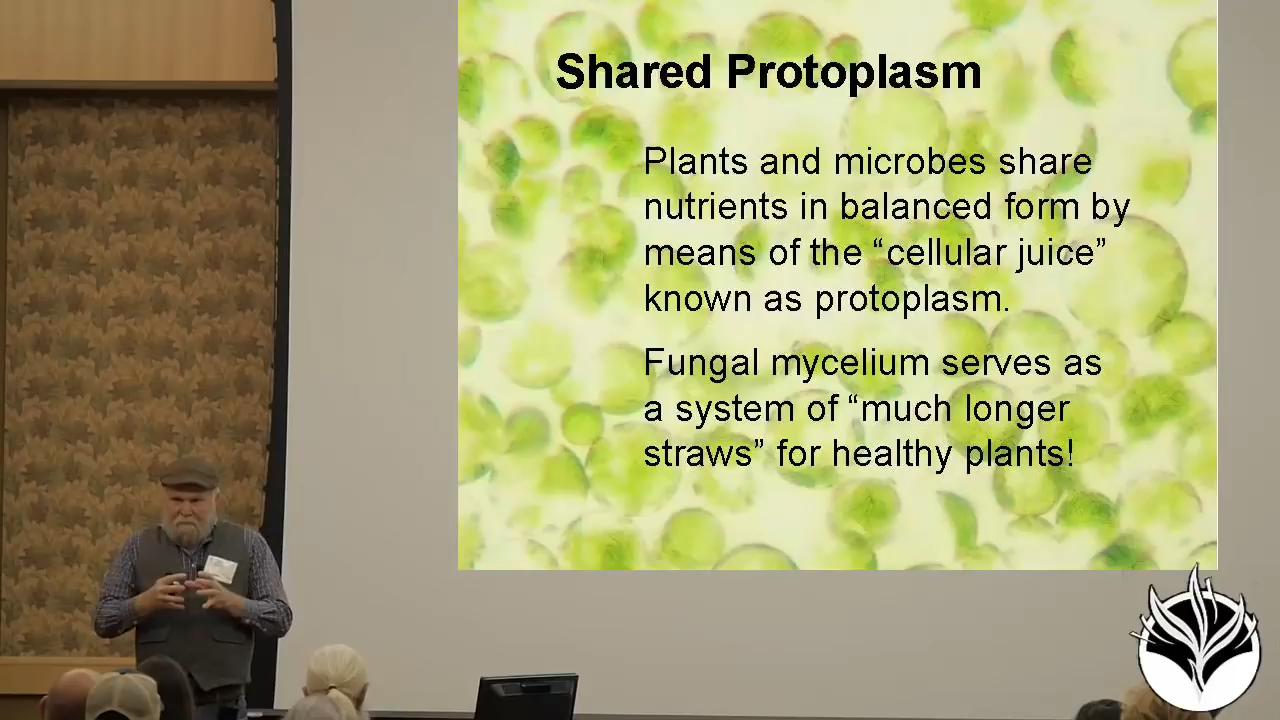 Shared Protoplasm
Plants and microbes share
nutrients in balanced form by
means of the “cellular juice”
known as protoplasm.
Fungal mycelium serves as
a system of “much longer
straws” for healthy plants!